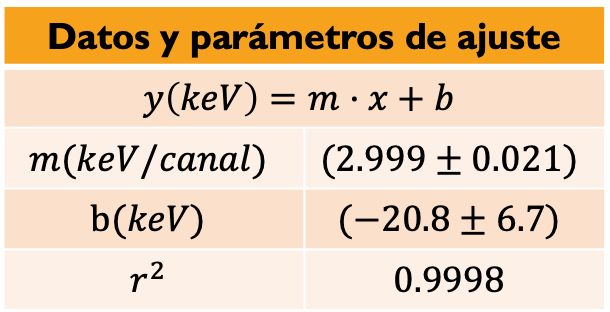 Datos y parámetros de ajuste
y(keV) = m · x + b
m(keV/canal) (2.999 ± 0.021)
b(keV) (−20.8 ± 6.7)
r² 0.9998